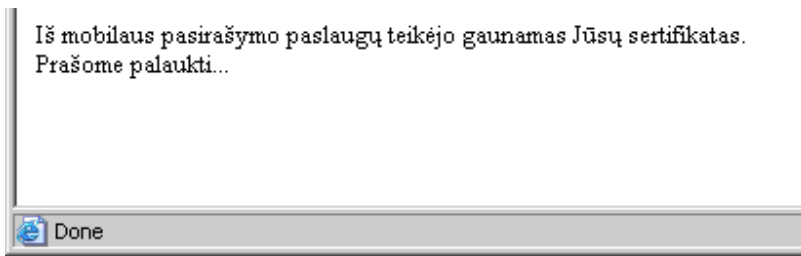 Iš mobilaus pasirašymo paslaugų teikėjo gaunamas Jūsų sertifikatas.
Prašome palaukti...
Done